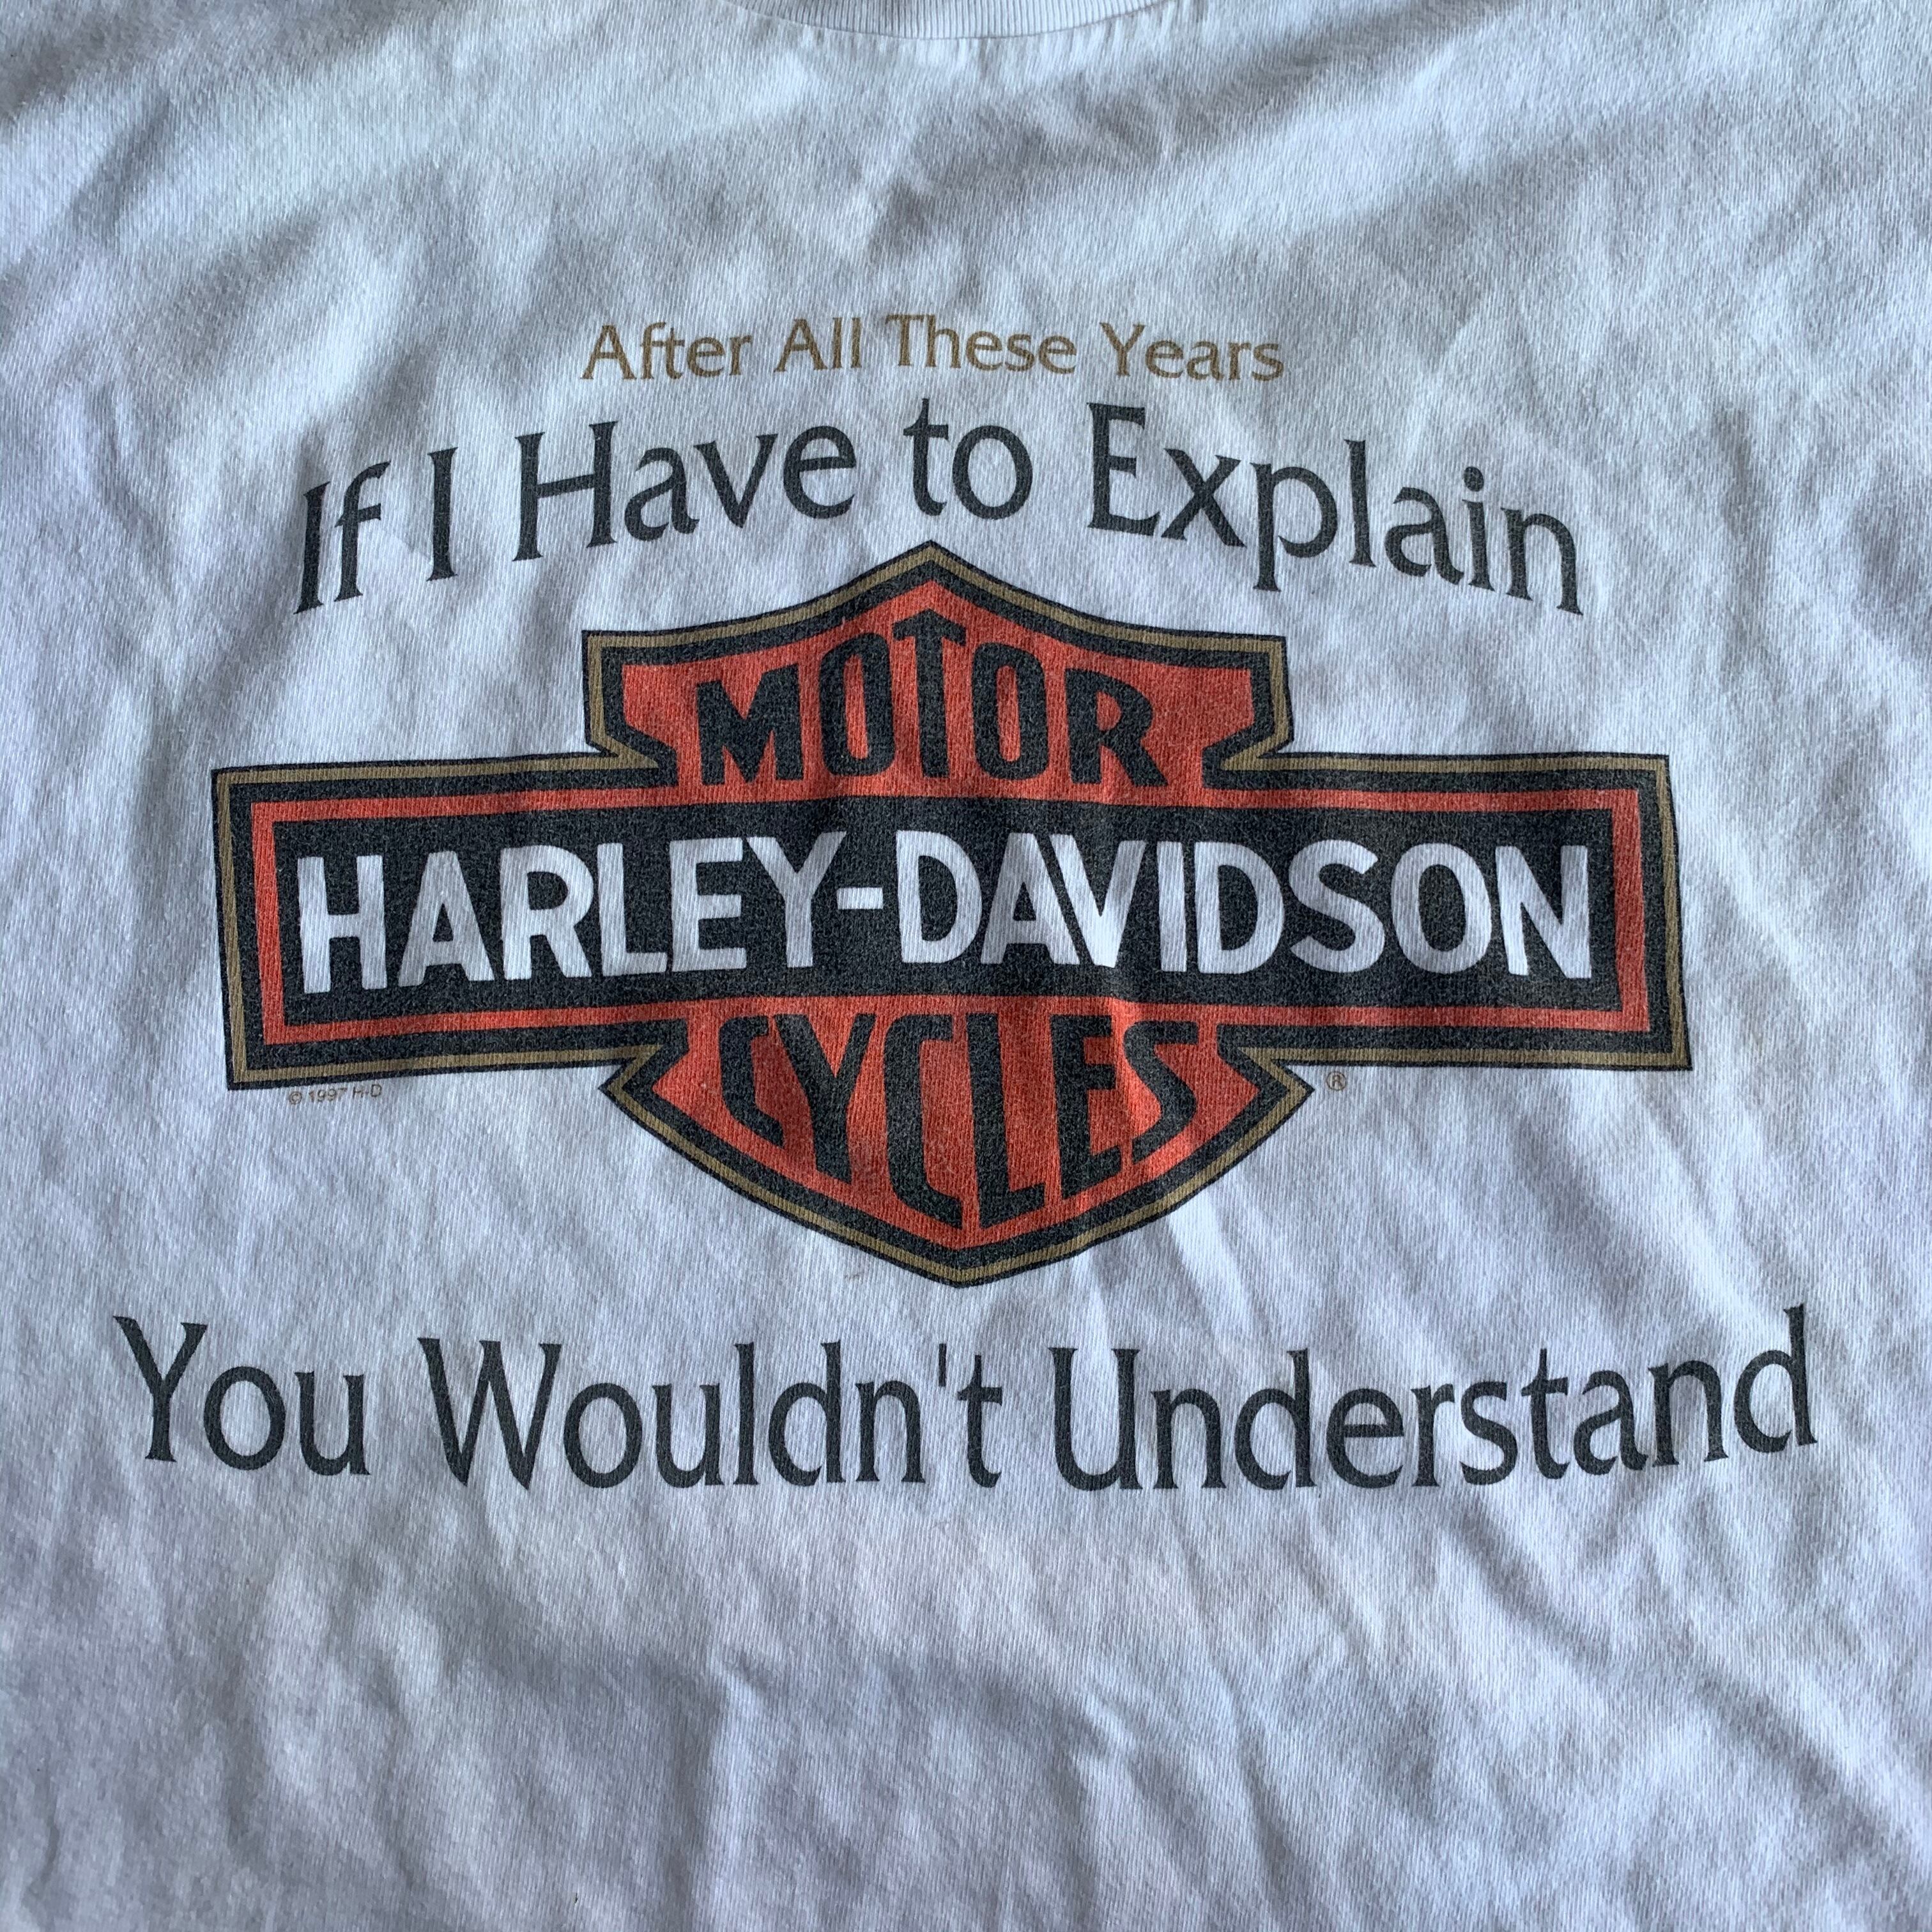 After All These Years
If I Have to Explain
MOTOR
HARLEY-DAVIDSON
CYCLES
© 1997 H-D
®
You Wouldn't Understand